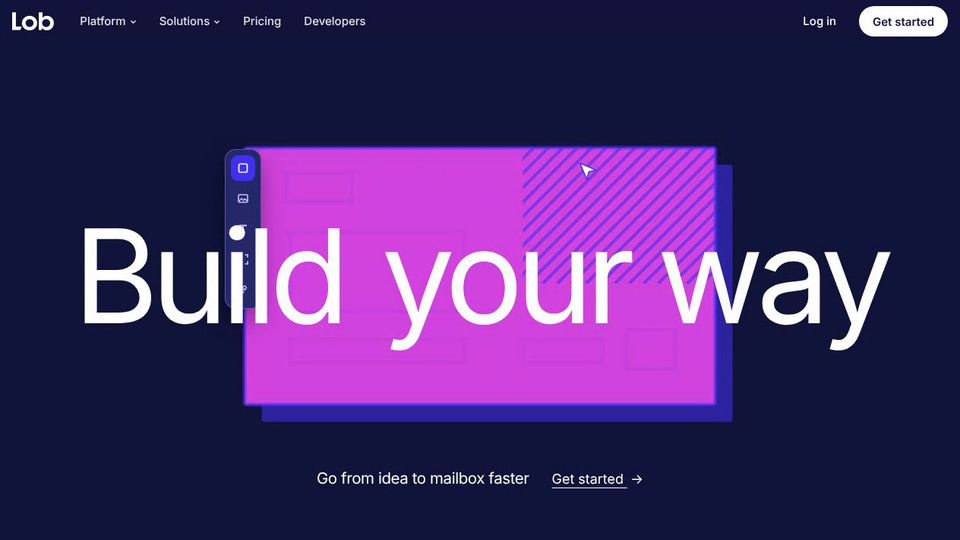 Lob
Platform
Solutions
Pricing
Developers
Log in
Get started
Build your way
Go from idea to mailbox faster
Get started →